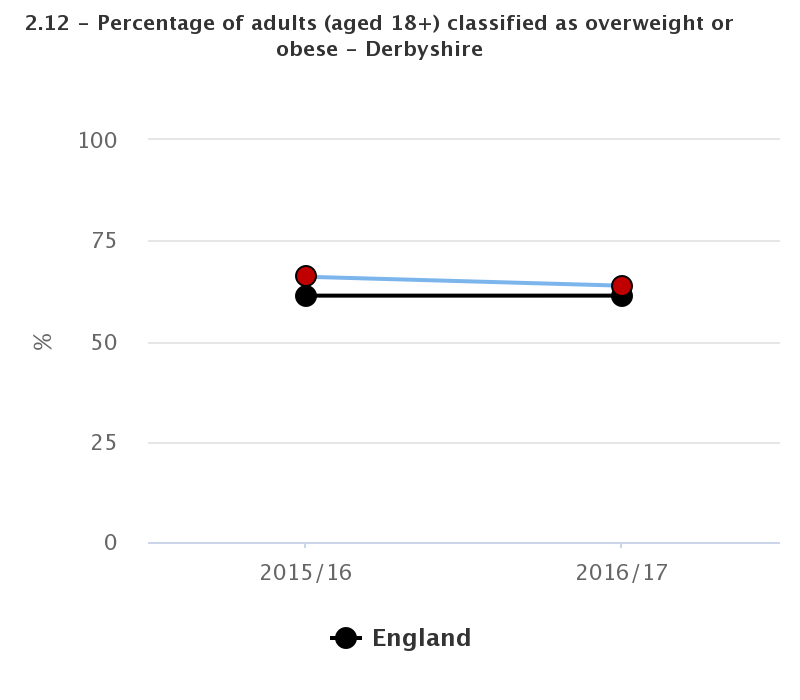 2.12 – Percentage of adults (aged 18+) classified as overweight or
obese – Derbyshire
100
75
%
50
25
0
2015/16 2016/17
England